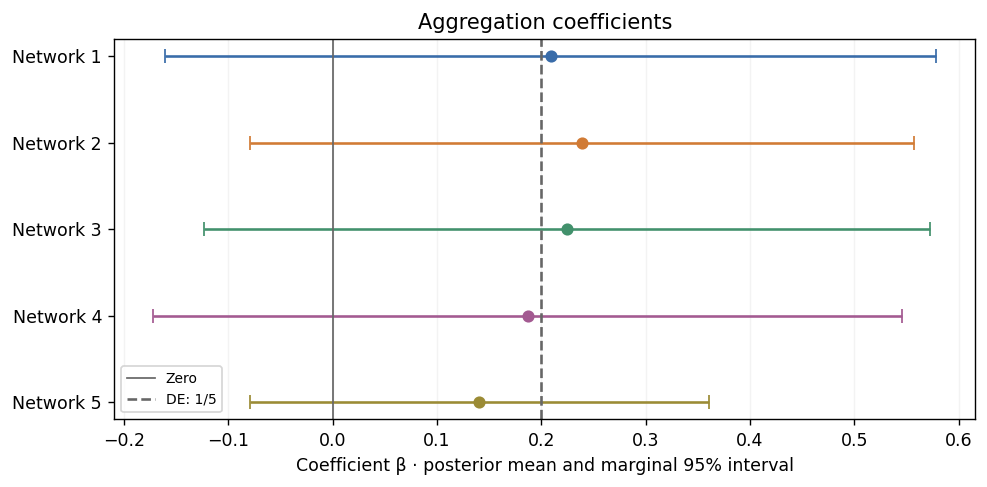 Aggregation coefficients
Network 1
Network 2
Network 3
Network 4
Network 5
Zero
DE: 1/5
−0.2 −0.1 0.0 0.1 0.2 0.3 0.4 0.5 0.6
Coefficient β · posterior mean and marginal 95% interval